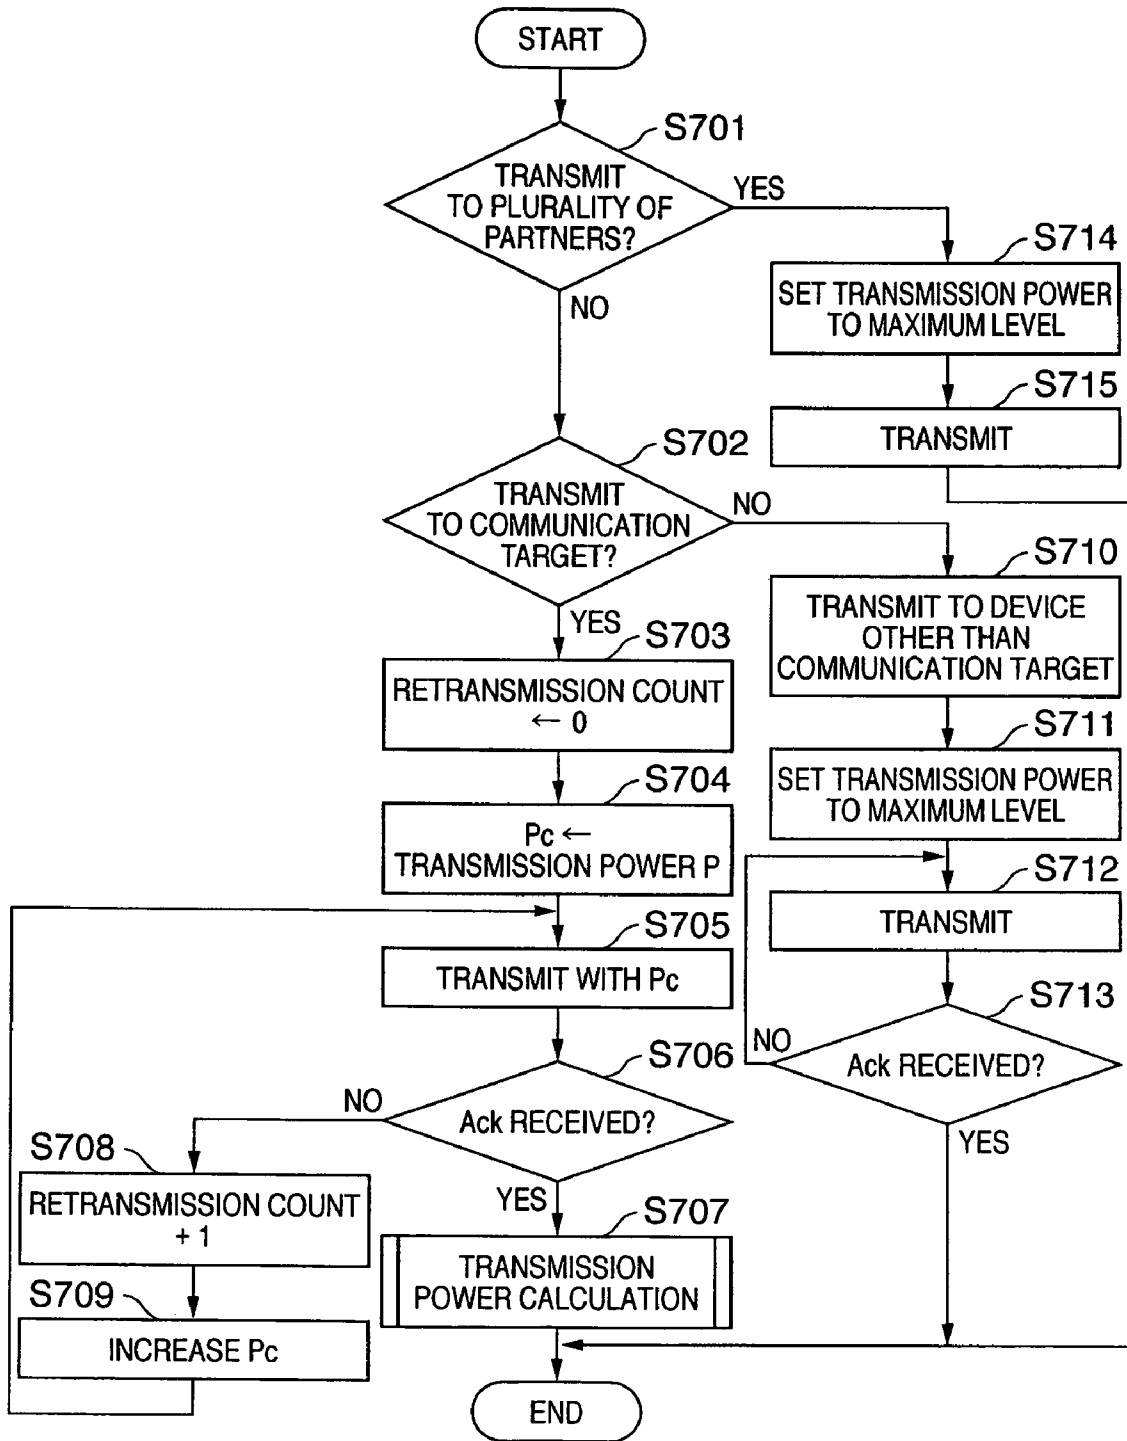 START
S701
TRANSMIT
TO PLURALITY OF
PARTNERS?
YES
NO
S714
SET TRANSMISSION POWER
TO MAXIMUM LEVEL
S715
TRANSMIT
S702
TRANSMIT
TO COMMUNICATION
TARGET?
NO
YES
S710
TRANSMIT TO DEVICE
OTHER THAN
COMMUNICATION TARGET
S703
RETRANSMISSION COUNT
← 0
S711
SET TRANSMISSION POWER
TO MAXIMUM LEVEL
S704
Pc ←
TRANSMISSION POWER P
S712
TRANSMIT
S705
TRANSMIT WITH Pc
S713
Ack RECEIVED?
NO
YES
S706
Ack RECEIVED?
NO
YES
S708
RETRANSMISSION COUNT
+ 1
S707
TRANSMISSION
POWER CALCULATION
S709
INCREASE Pc
END